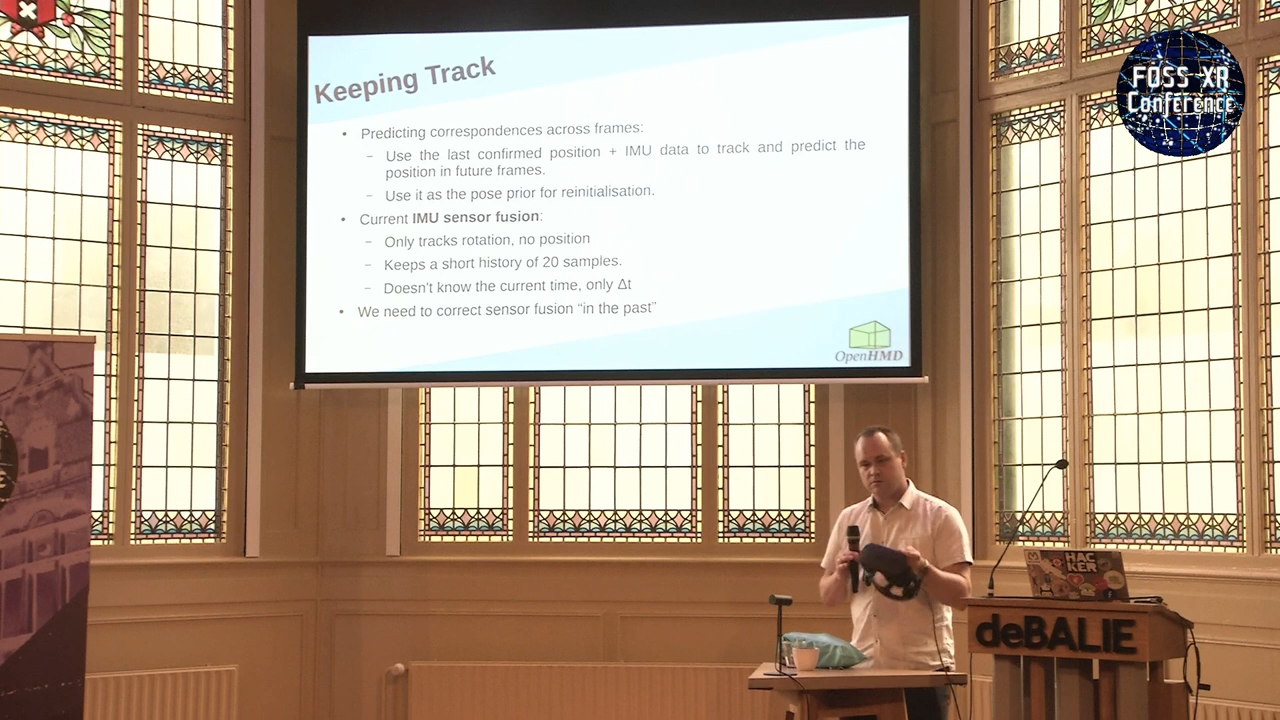 Keeping Track
• Predicting correspondences across frames:
– Use the last confirmed position + IMU data to track and predict the
position in future frames.
– Use it as the pose prior for reinitialisation.
• Current IMU sensor fusion:
– Only tracks rotation, no position
– Keeps a short history of 20 samples.
– Doesn't know the current time, only Δt
• We need to correct sensor fusion “in the past”
OpenHMD
FOSS XR
Conference
HAC
KER
deBALIE